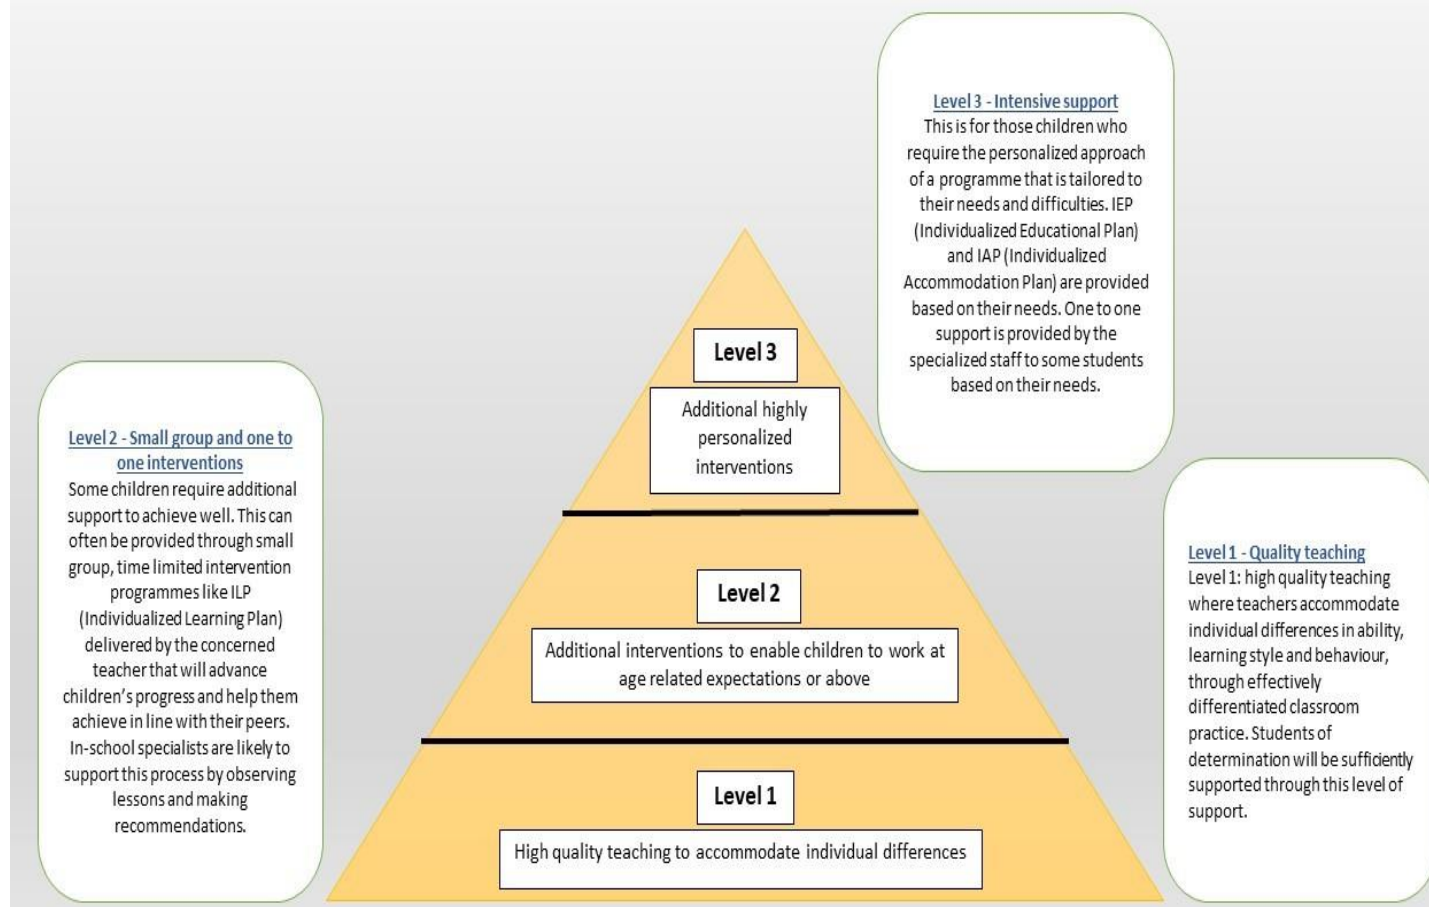 Level 3 - Intensive support
This is for those children who
require the personalized approach
of a programme that is tailored to
their needs and difficulties. IEP
(Individualized Educational Plan)
and IAP (Individualized
Accommodation Plan) are provided
based on their needs. One to one
support is provided by the
specialized staff to some students
based on their needs.
Level 3
Additional highly
personalized
interventions
Level 2 - Small group and one to
one interventions
Some children require additional
support to achieve well. This can
often be provided through small
group, time limited intervention
programmes like ILP
(Individualized Learning Plan)
delivered by the concerned
teacher that will advance
children's progress and help them
achieve in line with their peers.
In-school specialists are likely to
support this process by observing
lessons and making
recommendations.
Level 2
Additional interventions to enable children to work at
age related expectations or above
Level 1 - Quality teaching
Level 1: high quality teaching
where teachers accommodate
individual differences in ability,
learning style and behaviour,
through effectively
differentiated classroom
practice. Students of
determination will be sufficiently
supported through this level of
support.
Level 1
High quality teaching to accommodate individual differences